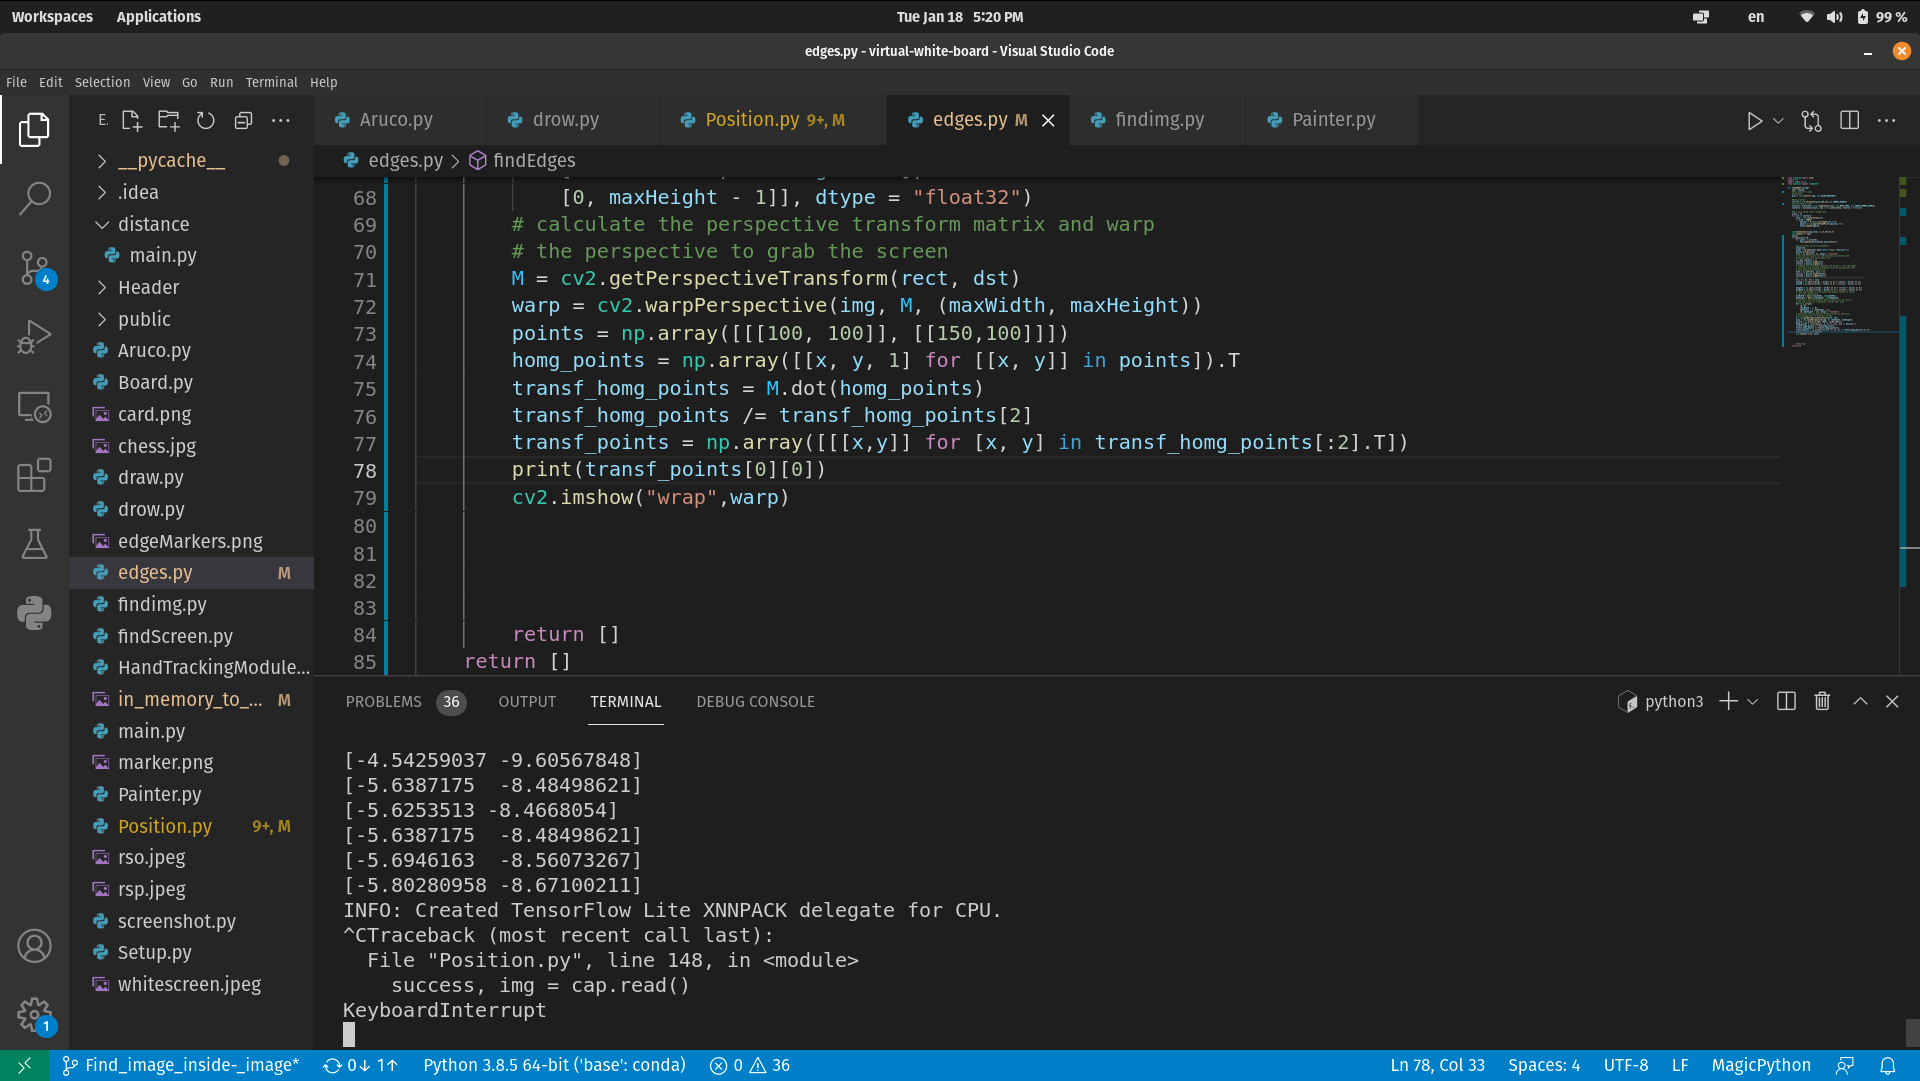 Workspaces Applications Tue Jan 18 5:20 PM en 99 %
edges.py - virtual-white-board - Visual Studio Code
File Edit Selection View Go Run Terminal Help
E.
Aruco.py drow.py Position.py 9+, M edges.py M findimg.py Painter.py
edges.py > findEdges
__pycache__
.idea
distance
main.py
Header
public
Aruco.py
Board.py
card.png
chess.jpg
draw.py
drow.py
edgeMarkers.png
edges.py M
findimg.py
findScreen.py
HandTrackingModule...
in_memory_to_... M
main.py
marker.png
Painter.py
Position.py 9+, M
rso.jpeg
rsp.jpeg
screenshot.py
Setup.py
whitescreen.jpeg
4
1
68 [0, maxHeight - 1]], dtype = "float32")
69 # calculate the perspective transform matrix and warp
70 # the perspective to grab the screen
71 M = cv2.getPerspectiveTransform(rect, dst)
72 warp = cv2.warpPerspective(img, M, (maxWidth, maxHeight))
73 points = np.array([[[100, 100]], [[150,100]]])
74 homg_points = np.array([[x, y, 1] for [[x, y]] in points]).T
75 transf_homg_points = M.dot(homg_points)
76 transf_homg_points /= transf_homg_points[2]
77 transf_points = np.array([[[x,y]] for [x, y] in transf_homg_points[:2].T])
78 print(transf_points[0][0])
79 cv2.imshow("wrap",warp)
80
81
82
83
84 return []
85 return []
PROBLEMS 36 OUTPUT TERMINAL DEBUG CONSOLE python3
[-4.54259037 -9.60567848]
[-5.6387175  -8.48498621]
[-5.6253513 -8.4668054]
[-5.6387175  -8.48498621]
[-5.6946163  -8.56073267]
[-5.80280958 -8.67100211]
INFO: Created TensorFlow Lite XNNPACK delegate for CPU.
^CTraceback (most recent call last):
File "Position.py", line 148, in <module>
success, img = cap.read()
KeyboardInterrupt
Find_image_inside-_image* 0↓ 1↑ Python 3.8.5 64-bit ('base': conda) 0 36 Ln 78, Col 33 Spaces: 4 UTF-8 LF MagicPython